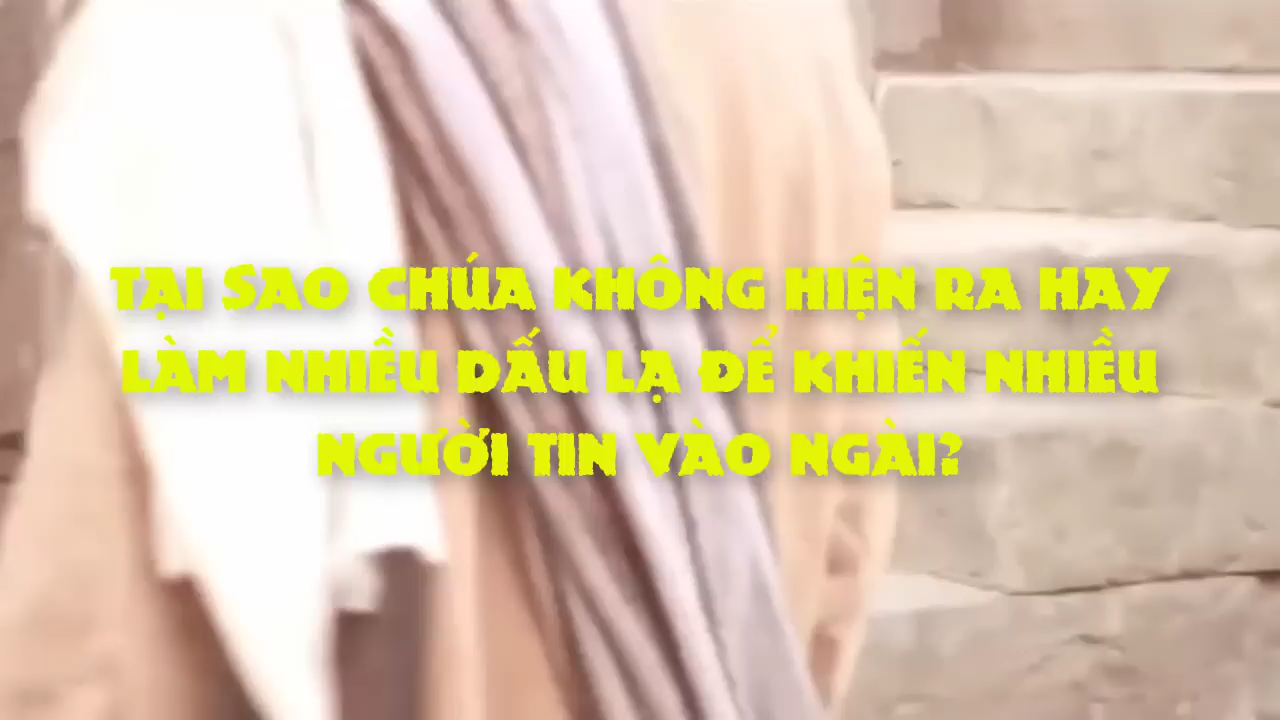 TẠI SAO CHÚA KHÔNG HIỆN RA HAY
LÀM NHIỀU DẤU LẠ ĐỂ KHIẾN NHIỀU
NGƯỜI TIN VÀO NGÀI?